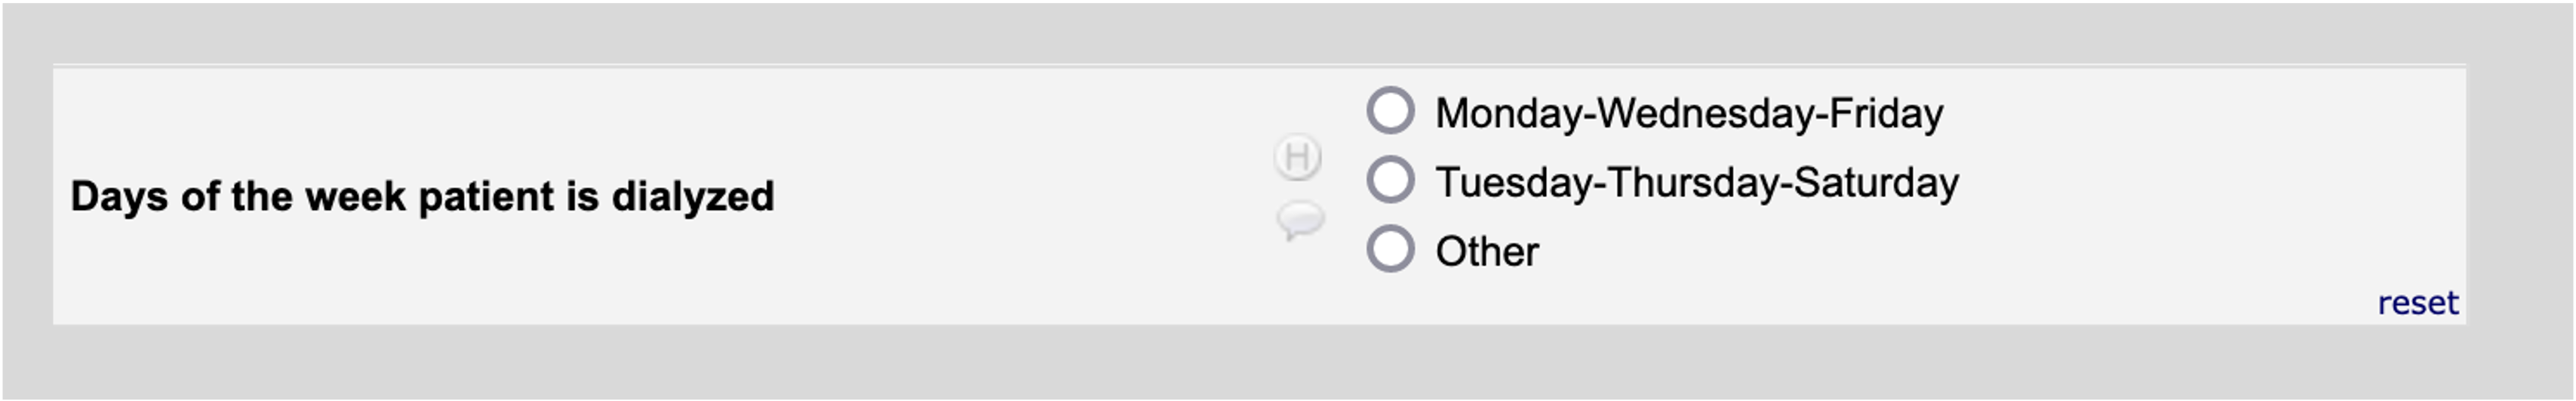 Days of the week patient is dialyzed
H
Monday-Wednesday-Friday
Tuesday-Thursday-Saturday
Other
reset